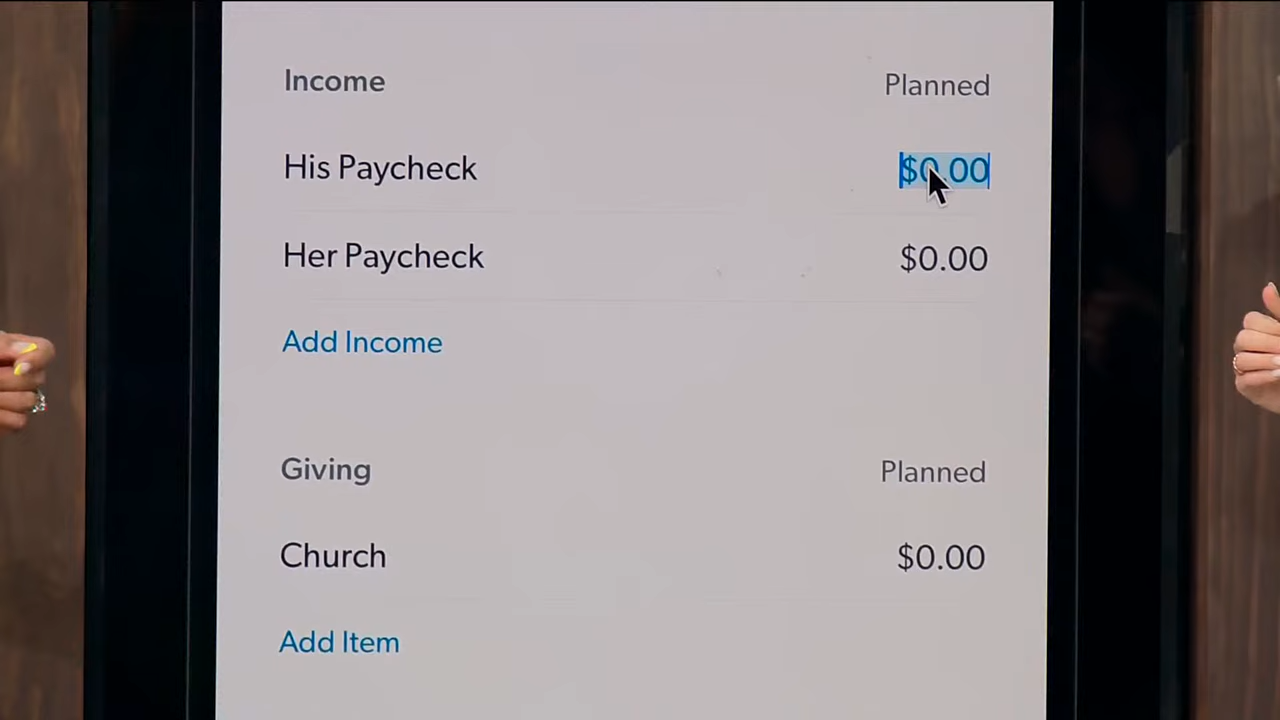 Income Planned
His Paycheck $0.00
Her Paycheck $0.00
Add Income
Giving Planned
Church $0.00
Add Item